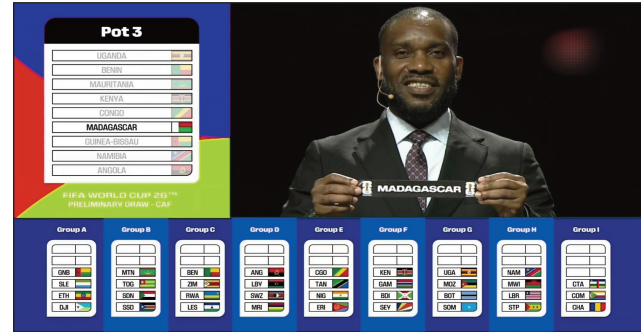 Pot 3
UGANDA
BENIN
MAURITANIA
KENYA
CONGO
MADAGASCAR
GUINEA-BISSAU
NAMIBIA
ANGOLA
FIFA WORLD CUP 26™
PRELIMINARY DRAW - CAF
MADAGASCAR
Group A
GNB
SLE
ETH
DJI
Group B
MTN
TOG
SDN
SSD
Group C
BEN
ZIM
RWA
LES
Group D
ANG
LBY
SWZ
MRI
Group E
CGO
TAN
NIG
ERI
Group F
KEN
GAM
BDI
SEY
Group G
UGA
MOZ
BOT
SOM
Group H
NAM
MWI
LBR
STP
Group I
CTA
COM
CHA